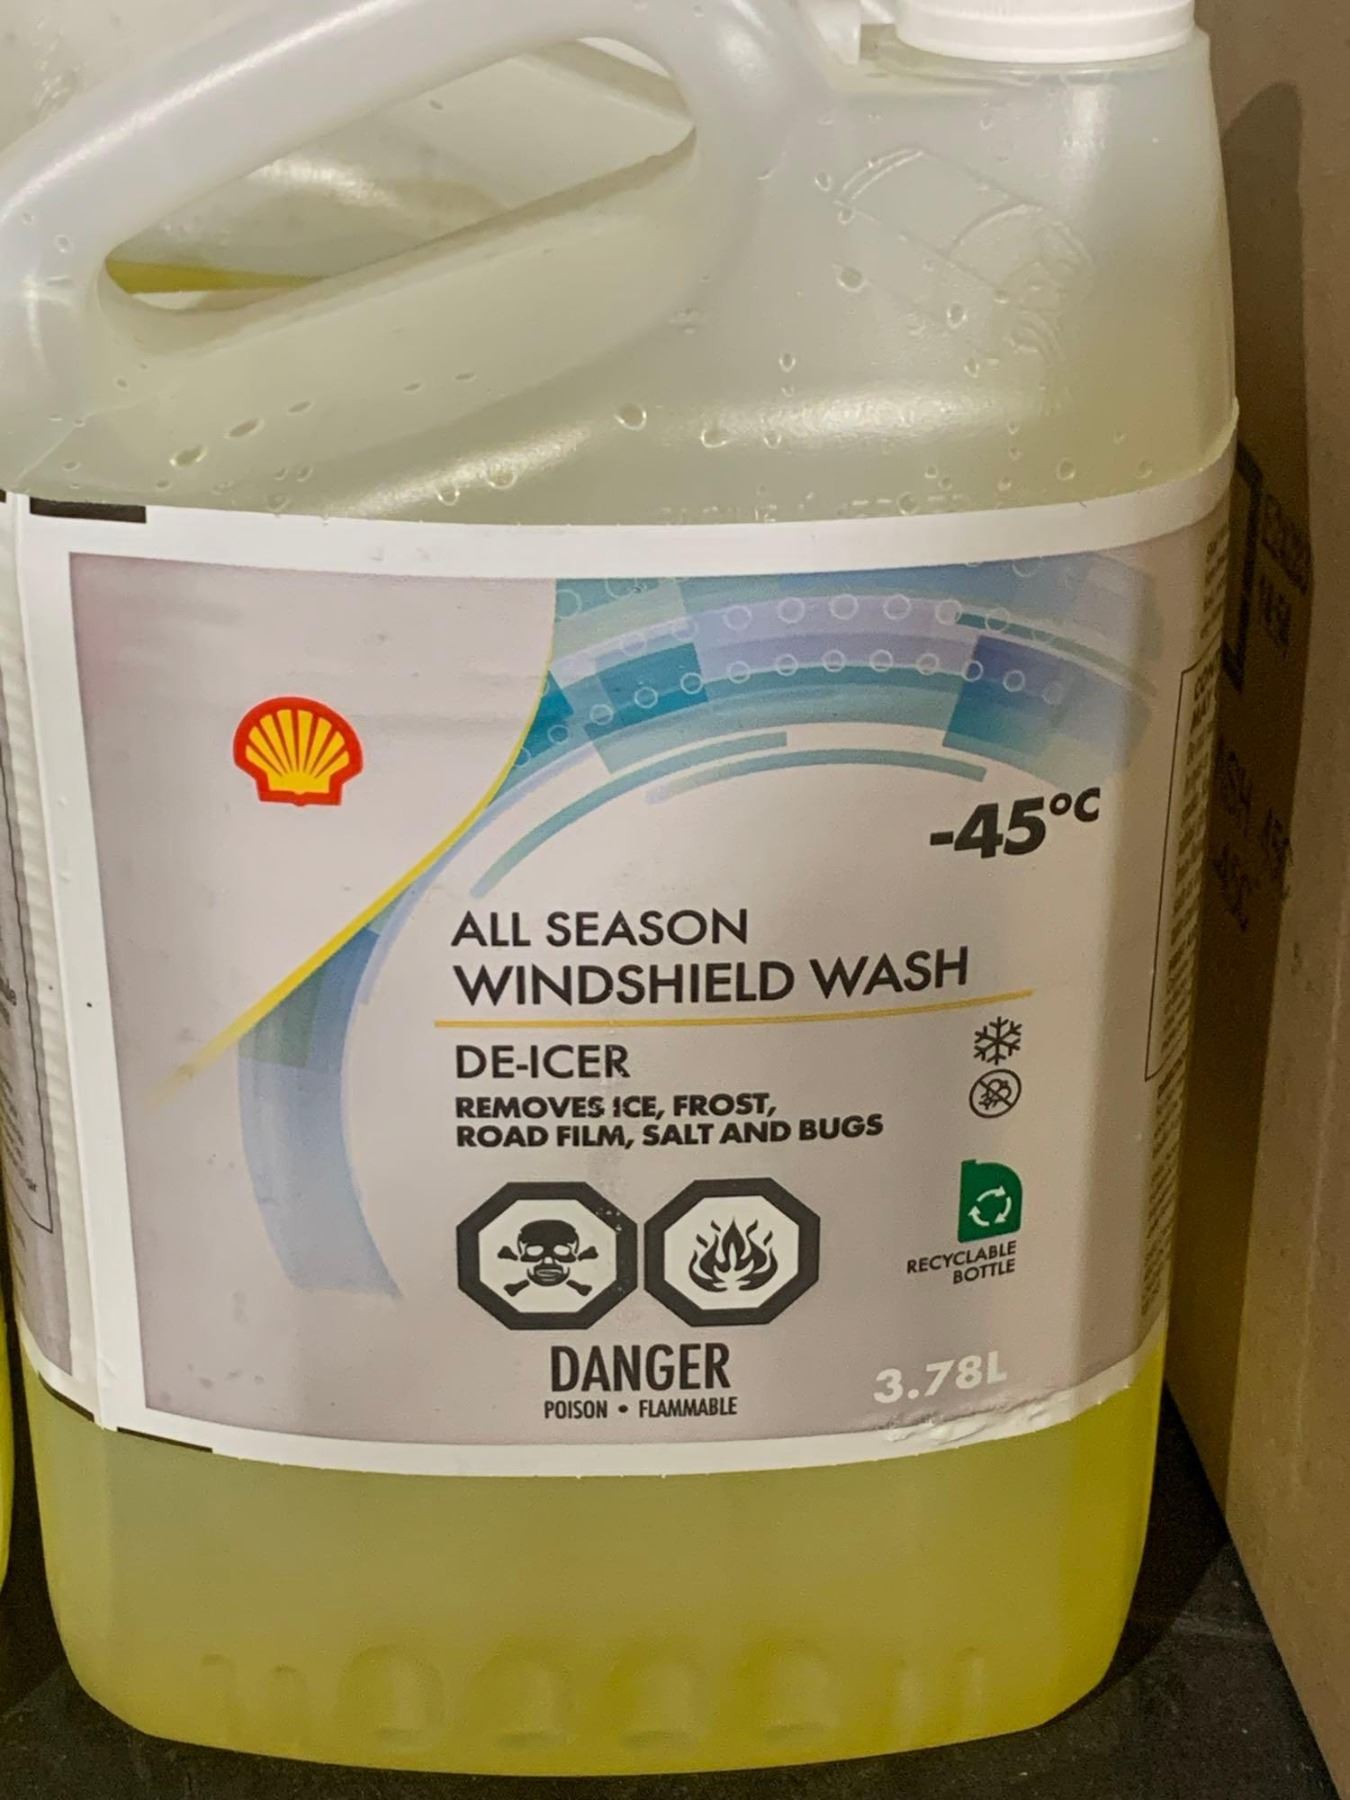 -45°C
ALL SEASON
WINDSHIELD WASH
DE-ICER
REMOVES ICE, FROST,
ROAD FILM, SALT AND BUGS
RECYCLABLE
BOTTLE
DANGER
POISON • FLAMMABLE
3.78L